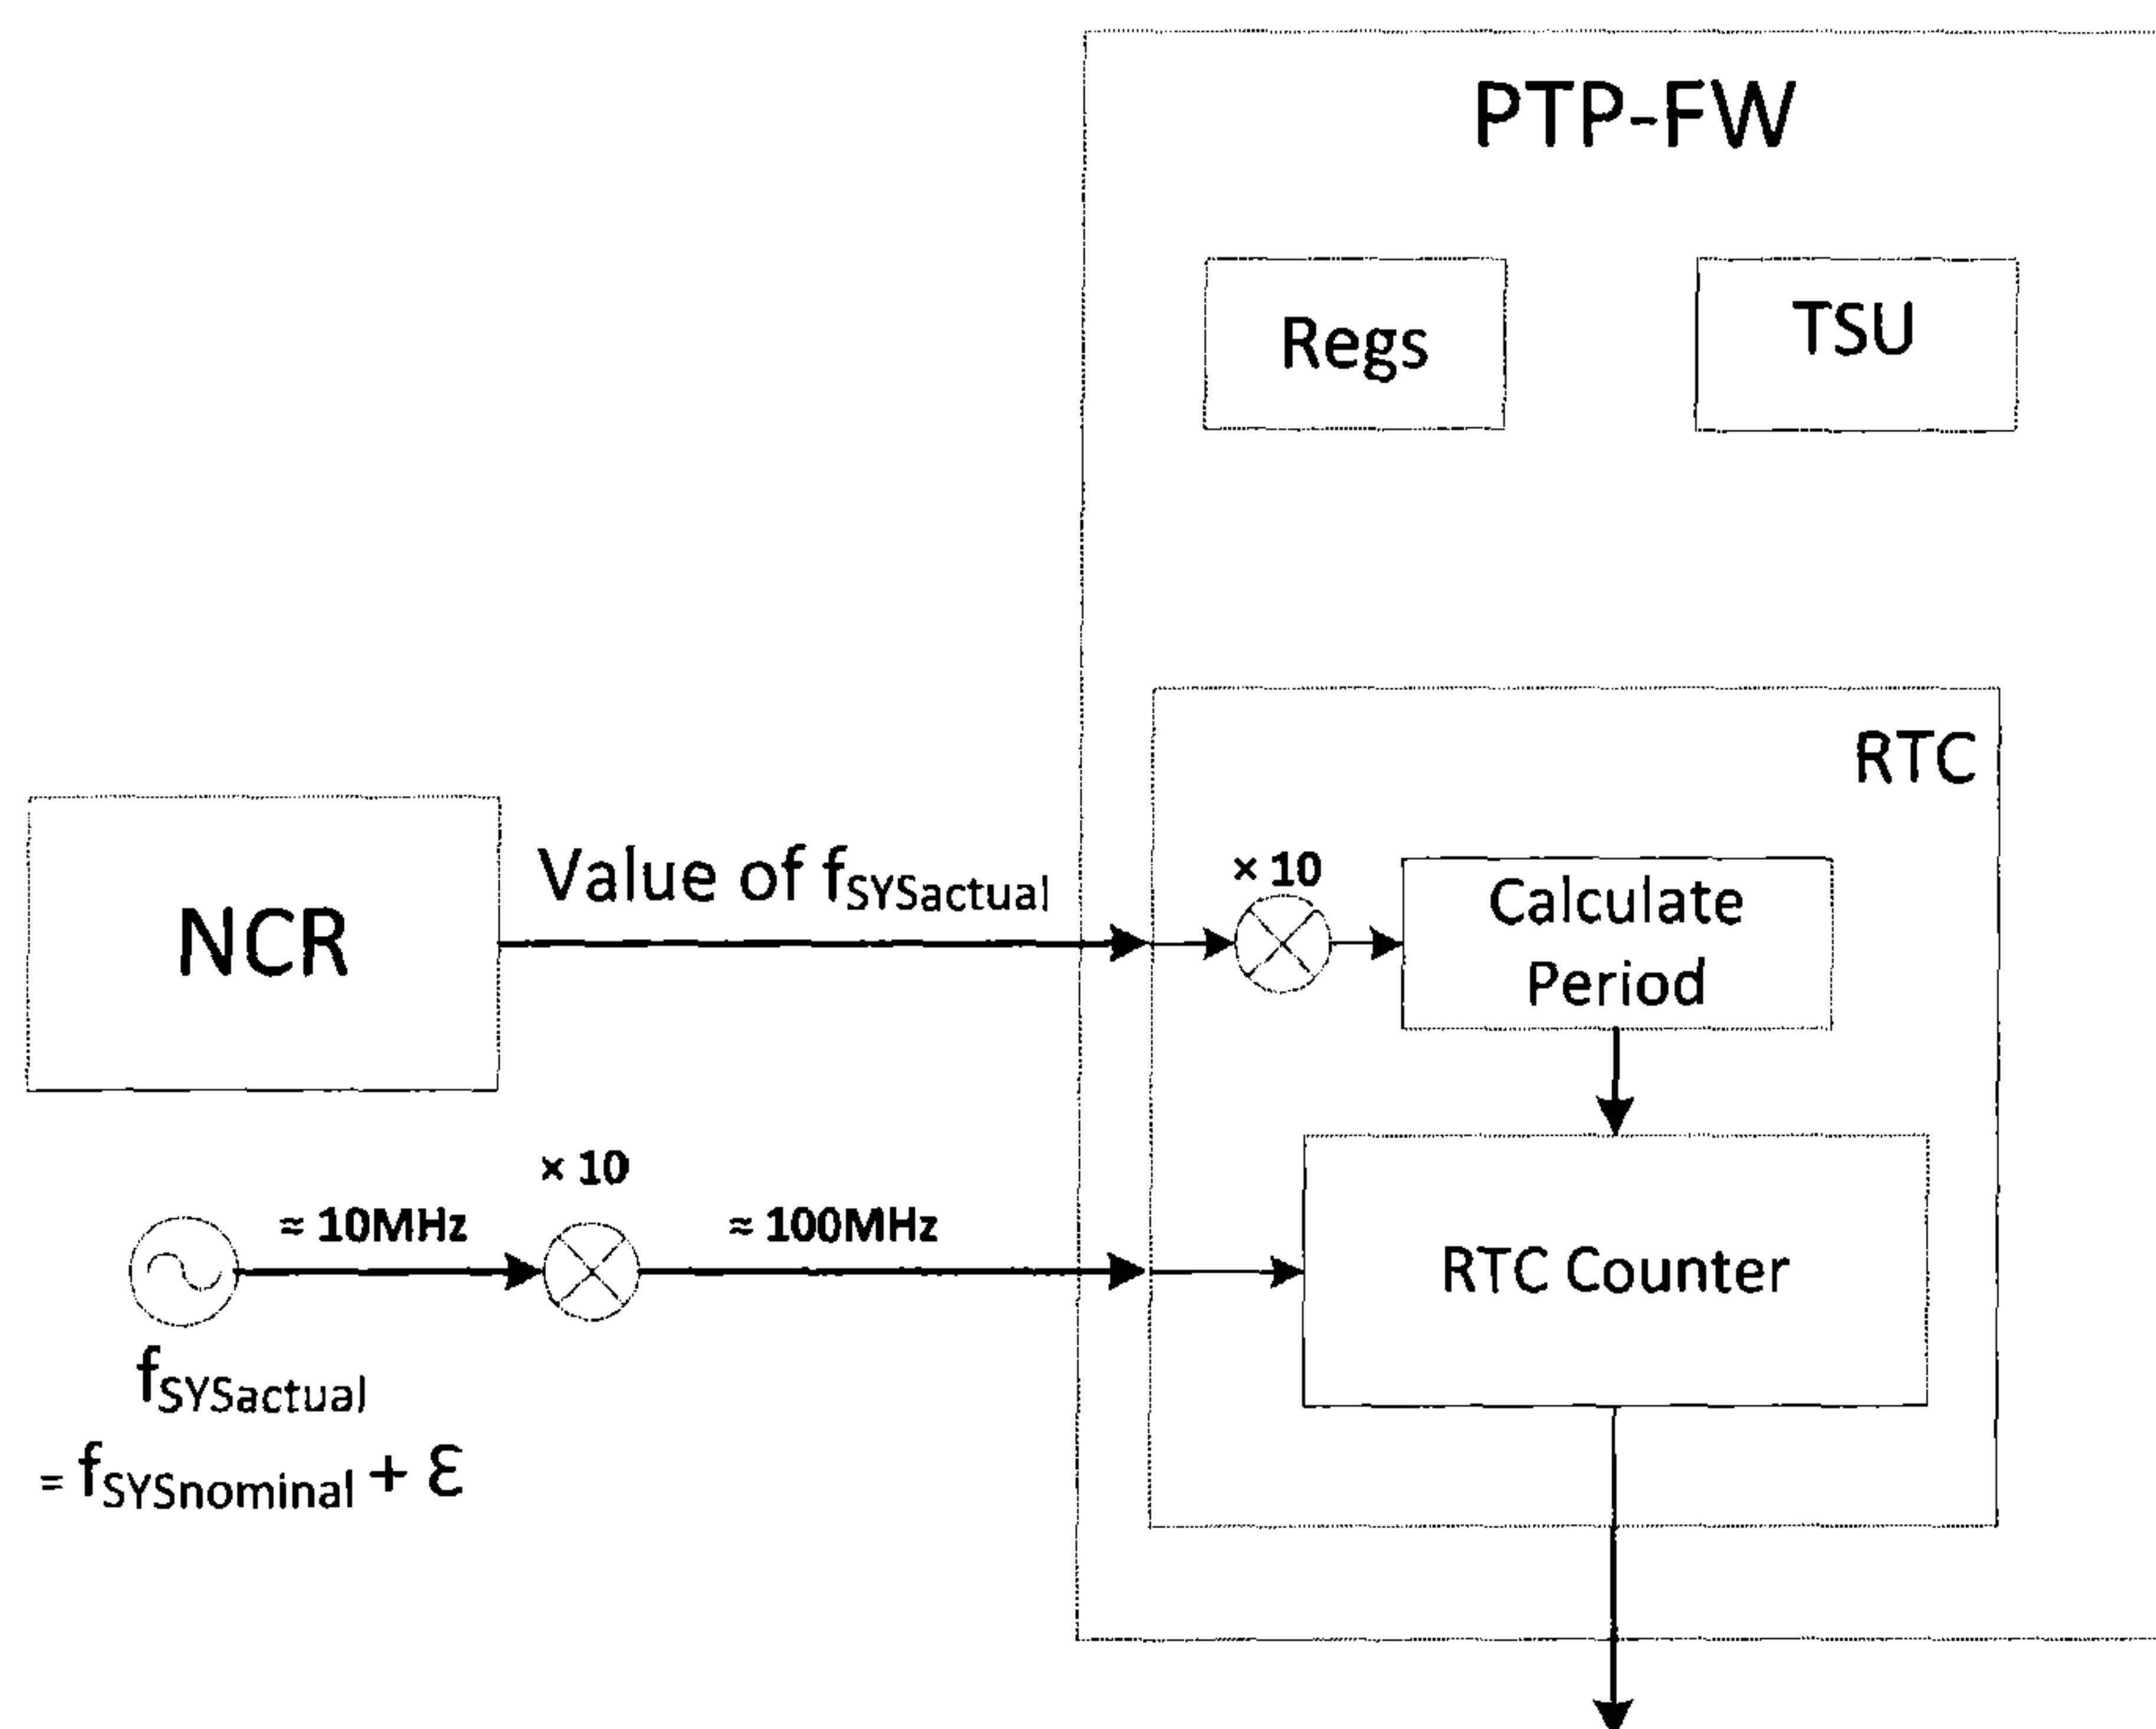 PTP-FW
Regs
TSU
RTC
NCR
Value of fSYSactual
× 10
Calculate
Period
× 10
≈ 10MHz
≈ 100MHz
RTC Counter
fSYSactual
= fSYSnominal + ε